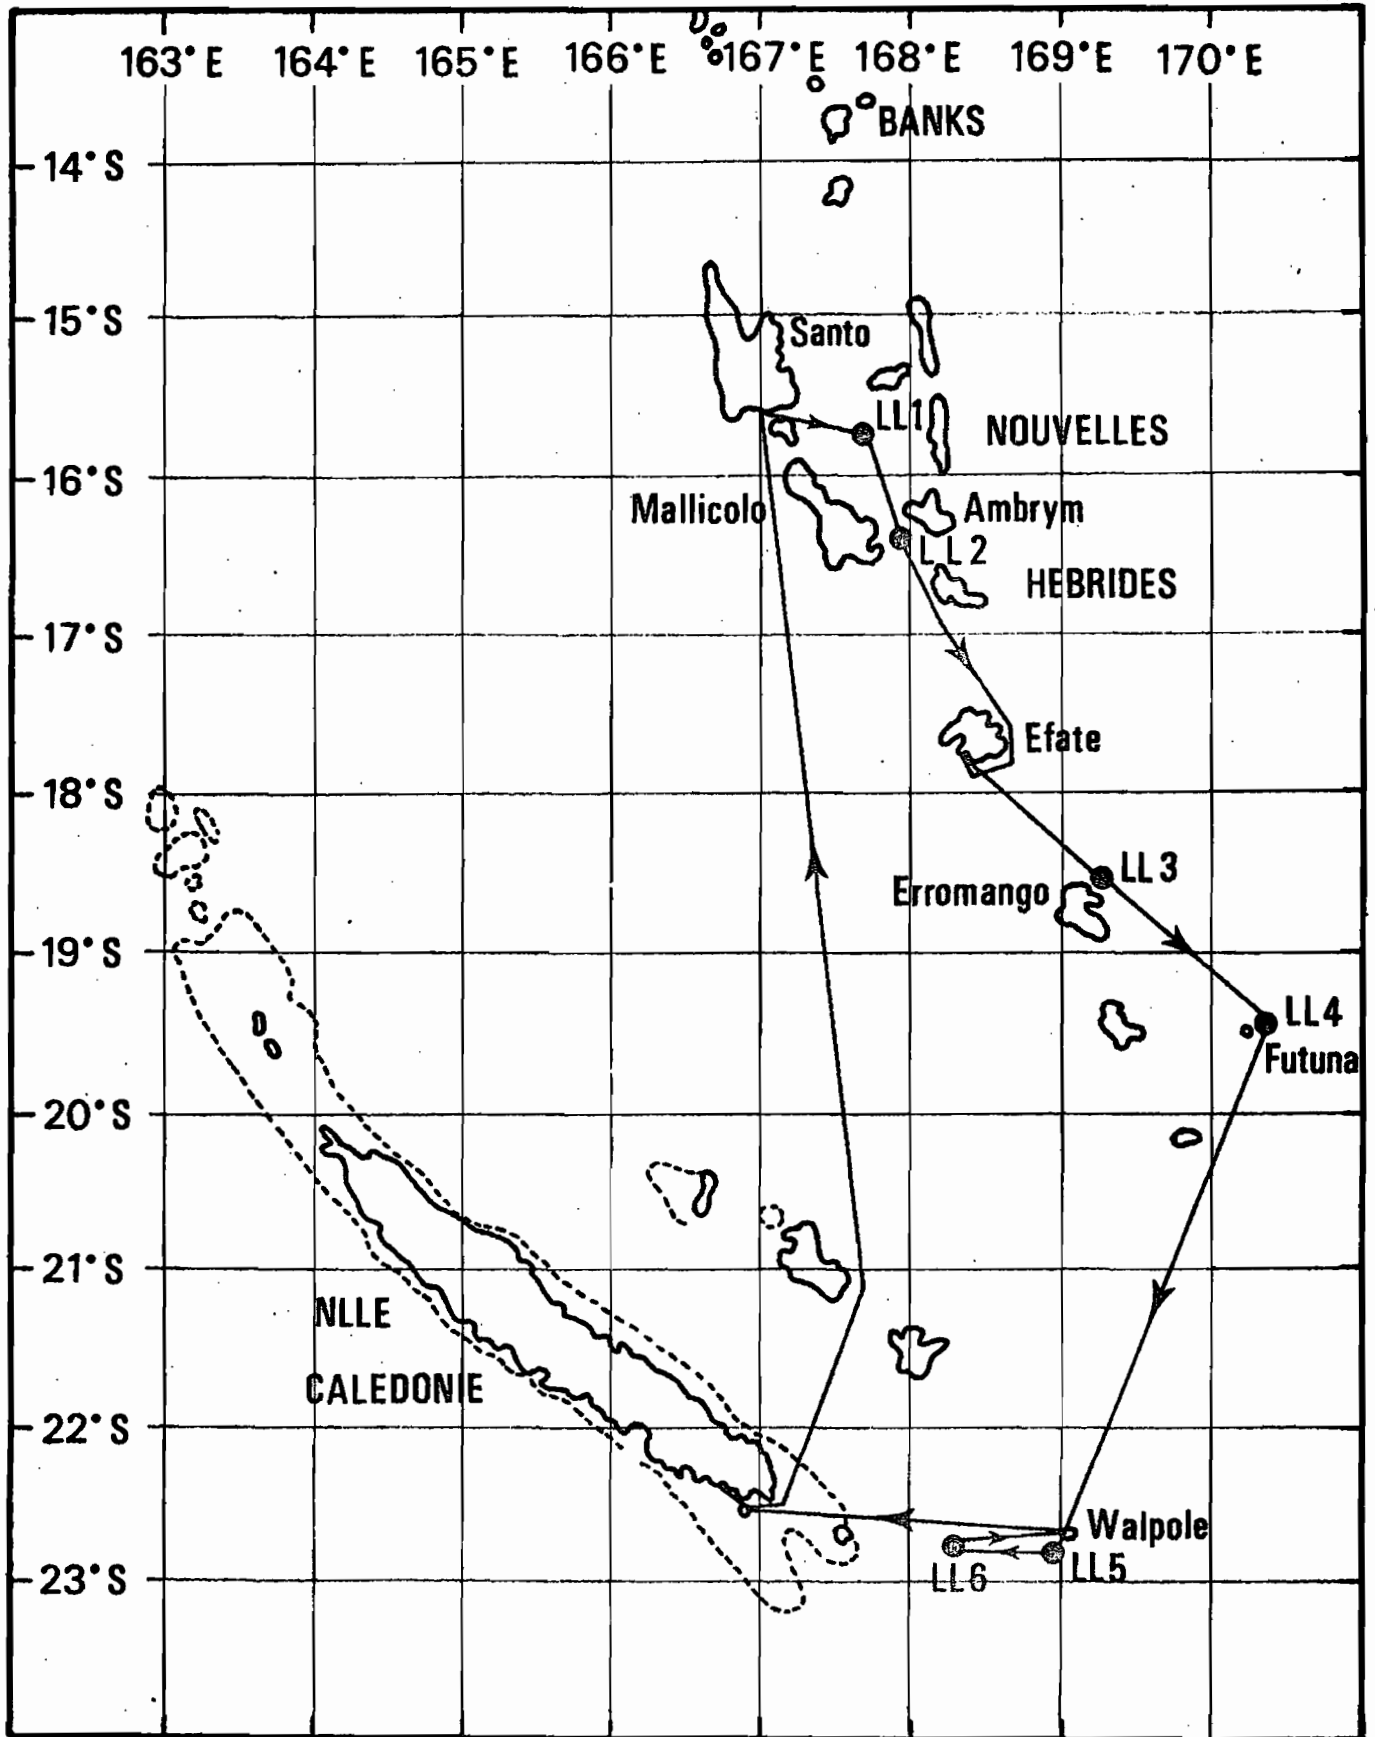 163°E 164°E 165°E 166°E 167°E 168°E 169°E 170°E
BANKS
14°S
15°S
Santo
LL1
NOUVELLES
16°S
Mallicolo
Ambrym
LL2
HEBRIDES
17°S
Efate
18°S
LL3
Erromango
19°S
LL4
Futuna
20°S
21°S
NLLE
CALEDONIE
22°S
Walpole
LL6
LL5
23°S